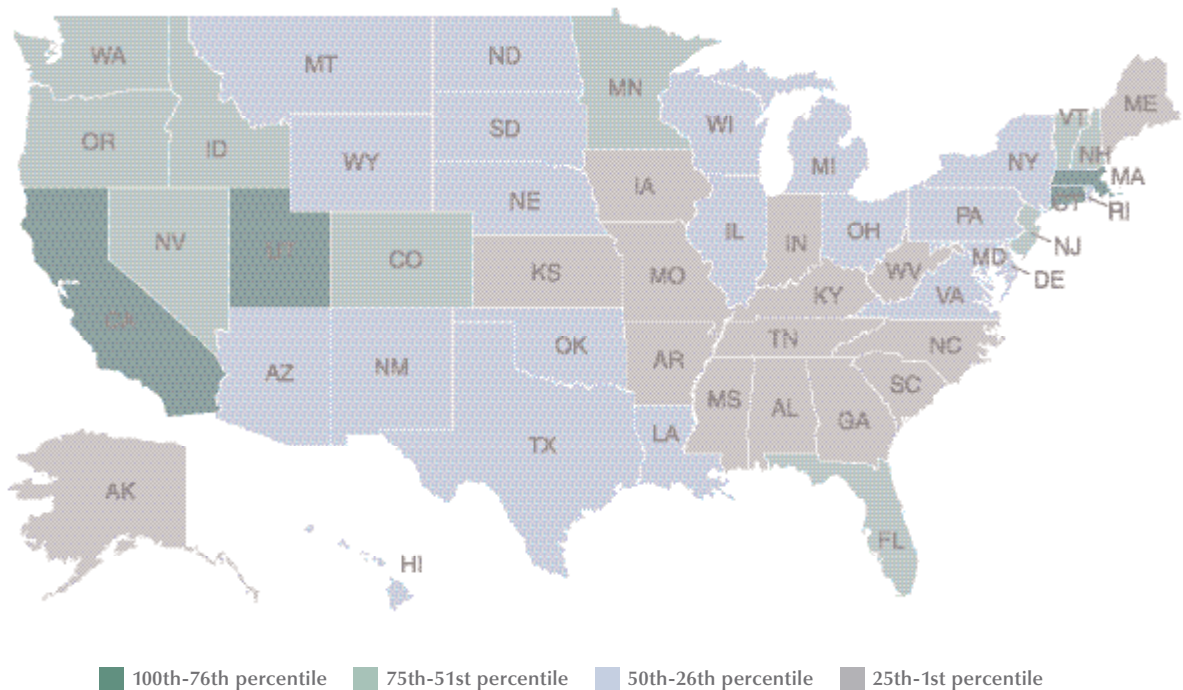 WA
MT
ND
MN
ME
VT
OR
ID
SD
WI
WY
MI
NY
NH
MA
IA
NE
CT
RI
PA
NV
UT
CO
IL
IN
OH
NJ
KS
MO
WV
MD
DE
KY
VA
CA
AZ
NM
OK
AR
TN
NC
SC
MS
AL
GA
TX
LA
AK
FL
HI
100th-76th percentile 75th-51st percentile 50th-26th percentile 25th-1st percentile